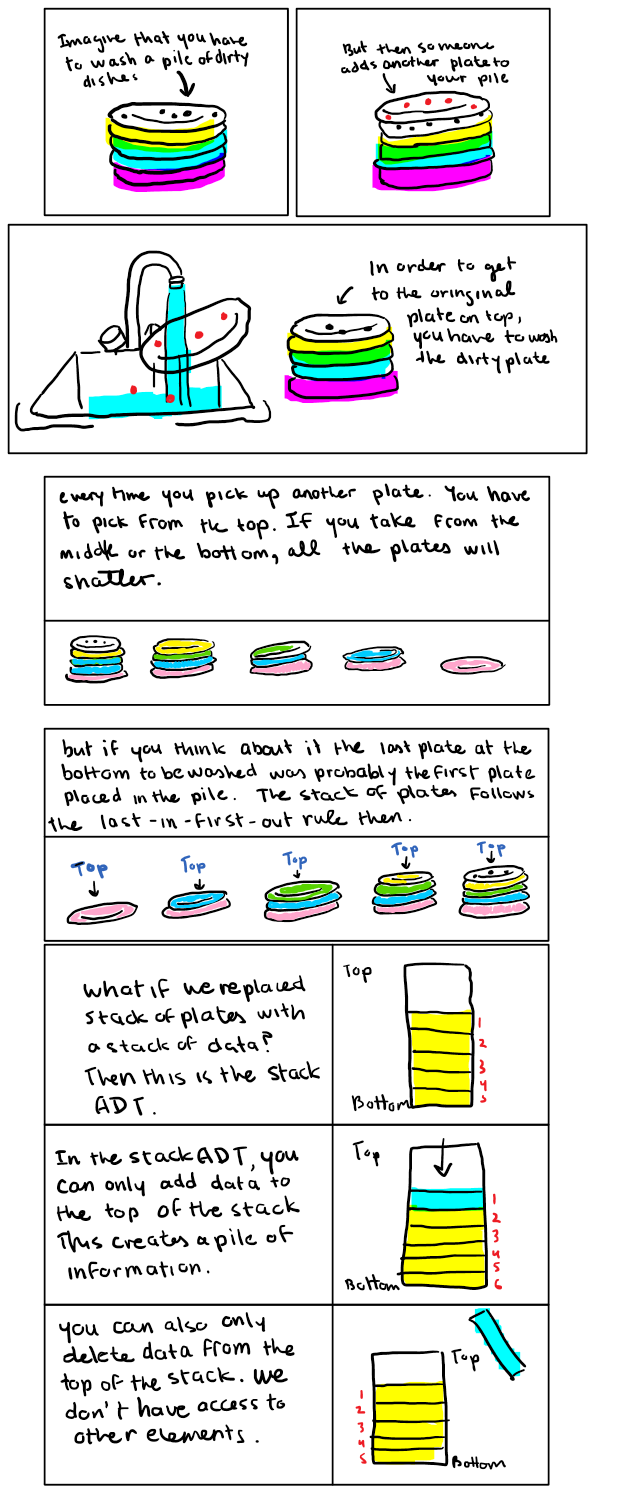 Imagine that you have
to wash a pile of dirty
dishes
But then someone
adds another plate to
your pile
In order to get
to the oringinal
plate on top,
you have to wash
the dirty plate
every time you pick up another plate. You have
to pick from the top. If you take from the
middle or the bottom, all the plates will
shatter.
but if you think about it the last plate at the
bottom to be washed was probably the first plate
placed in the pile. The stack of plates follows
the last-in-first-out rule then.
Top
Top
Top
Top
Top
what if we replaced
stack of plates with
a stack of data?
Then this is the stack
ADT.
Top
1
2
3
4
5
Bottom
In the stack ADT, you
can only add data to
the top of the stack
This creates a pile of
information.
Top
1
2
3
4
5
6
Bottom
you can also only
delete data from the
top of the stack. we
don't have access to
other elements.
Top
1
2
3
4
5
Bottom